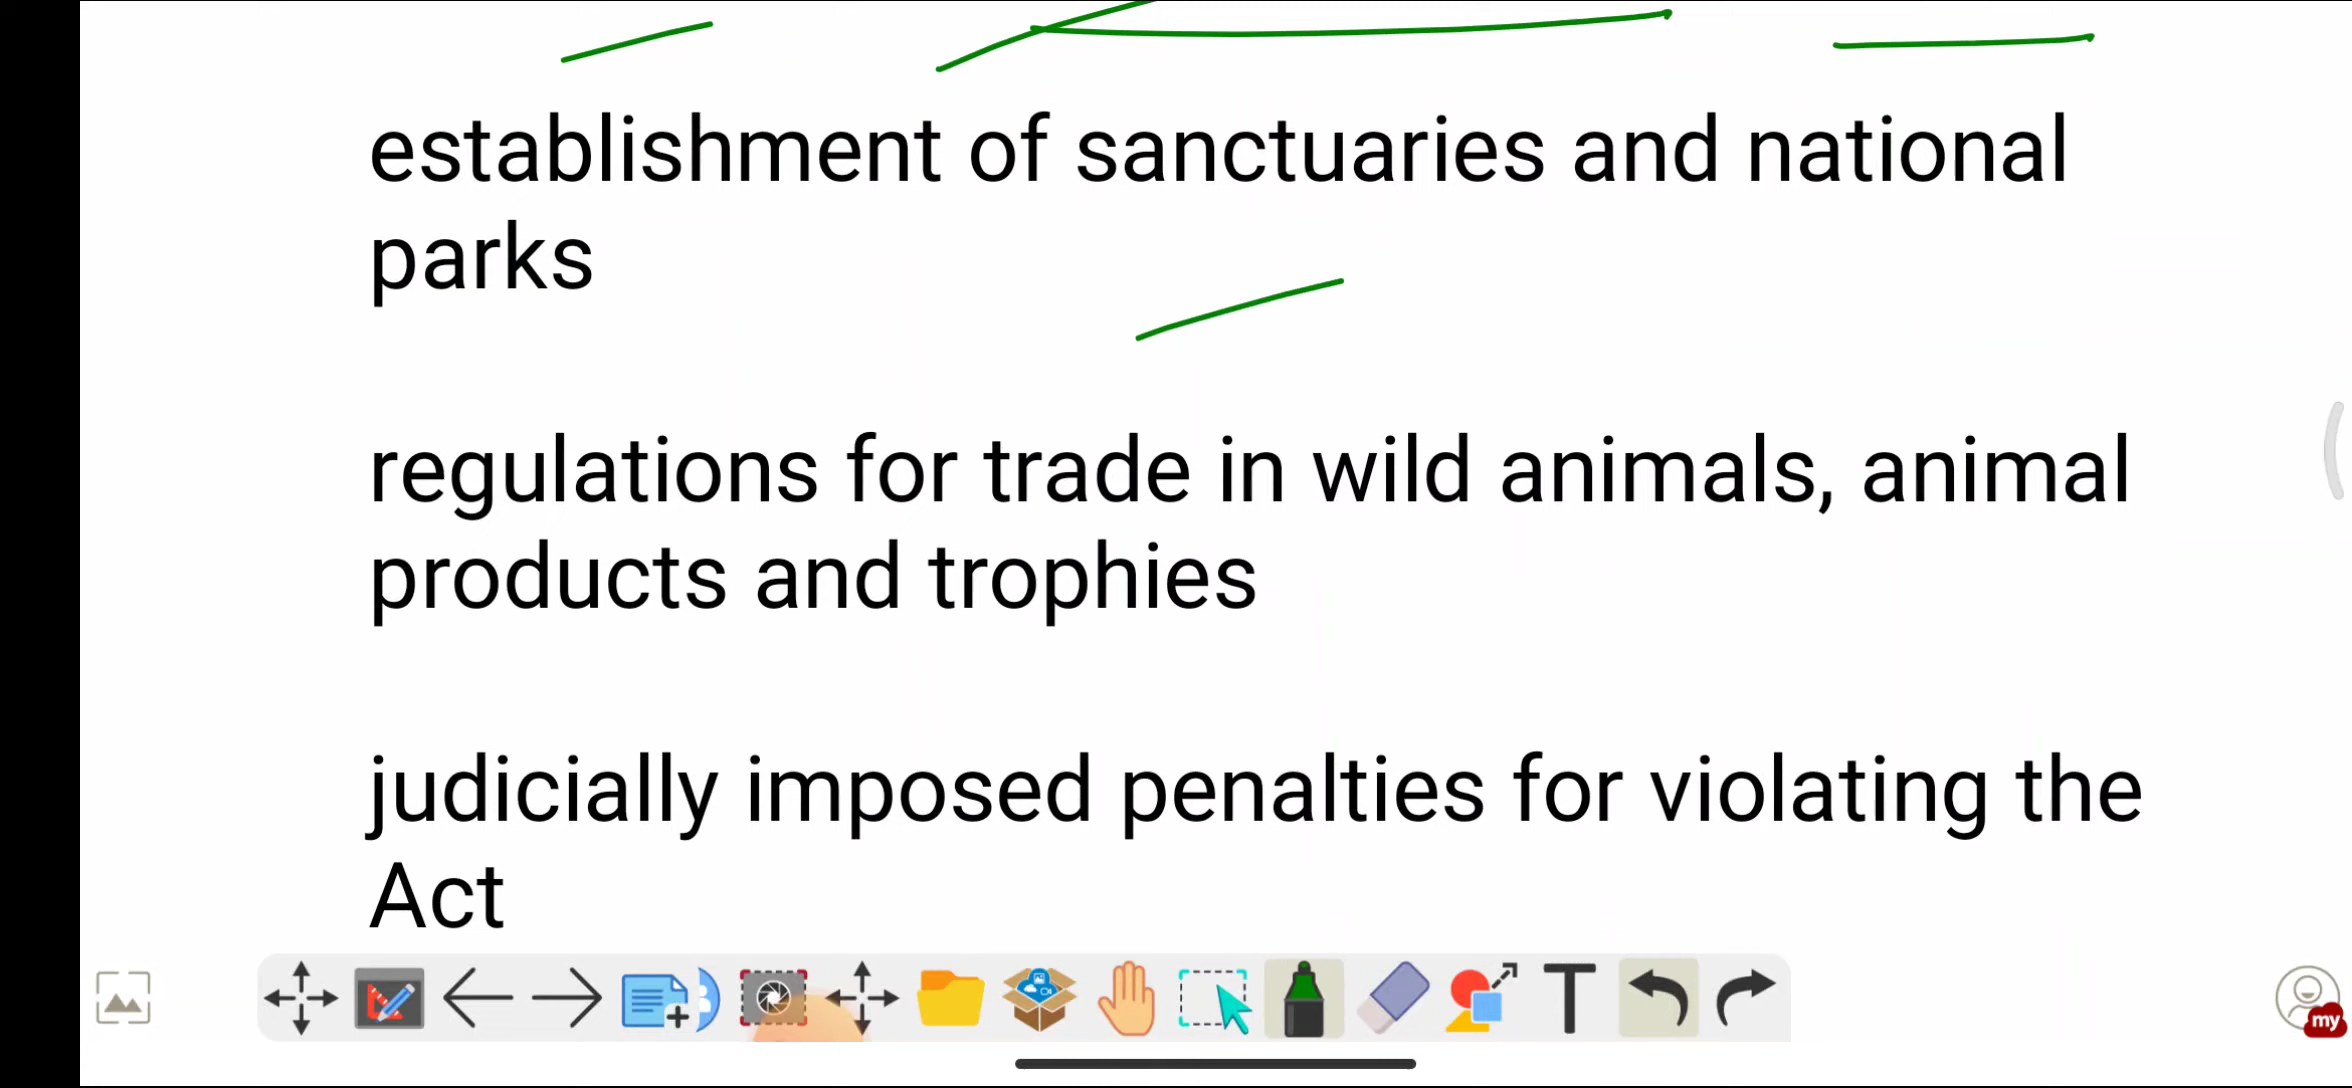 establishment of sanctuaries and national
parks
regulations for trade in wild animals, animal
products and trophies
judicially imposed penalties for violating the
Act
T
my